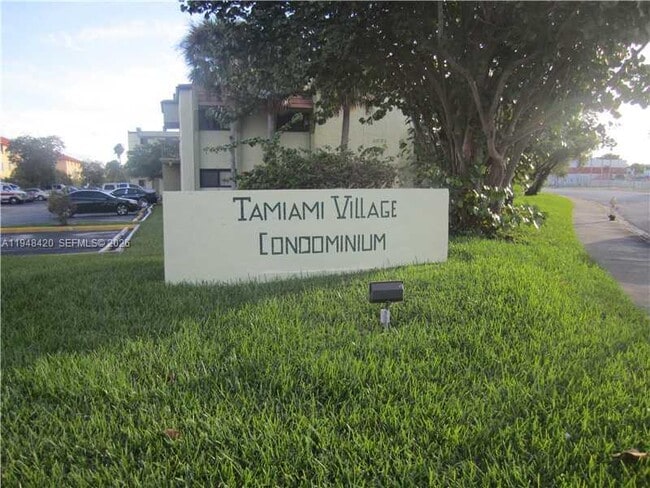 Tamiami Village
Condominium
A11948420 © SEFMLS © 2026